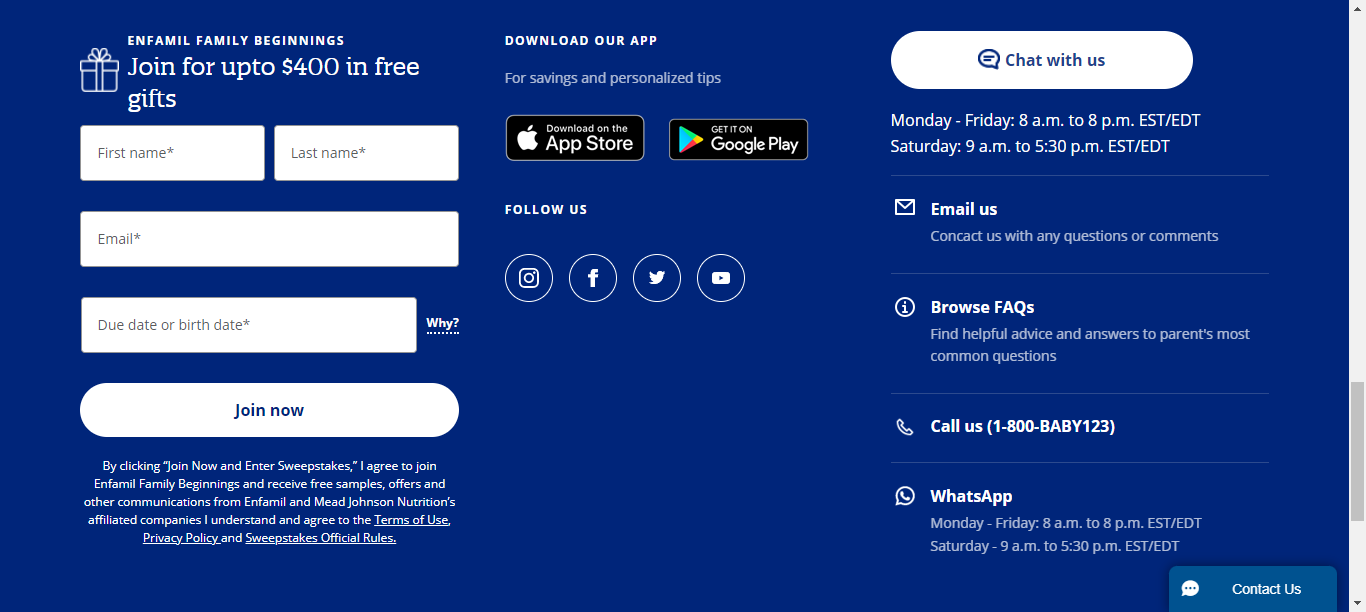 ENFAMIL FAMILY BEGINNINGS
Join for upto $400 in free
gifts
First name*
Last name*
Email*
Due date or birth date*
Why?
Join now
By clicking “Join Now and Enter Sweepstakes,” I agree to join
Enfamil Family Beginnings and receive free samples, offers and
other communications from Enfamil and Mead Johnson Nutrition’s
affiliated companies I understand and agree to the Terms of Use,
Privacy Policy and Sweepstakes Official Rules.
DOWNLOAD OUR APP
For savings and personalized tips
Download on the
App Store
GET IT ON
Google Play
FOLLOW US
Chat with us
Monday - Friday: 8 a.m. to 8 p.m. EST/EDT
Saturday: 9 a.m. to 5:30 p.m. EST/EDT
Email us
Concact us with any questions or comments
Browse FAQs
Find helpful advice and answers to parent's most
common questions
Call us (1-800-BABY123)
WhatsApp
Monday - Friday: 8 a.m. to 8 p.m. EST/EDT
Saturday - 9 a.m. to 5:30 p.m. EST/EDT
Contact Us